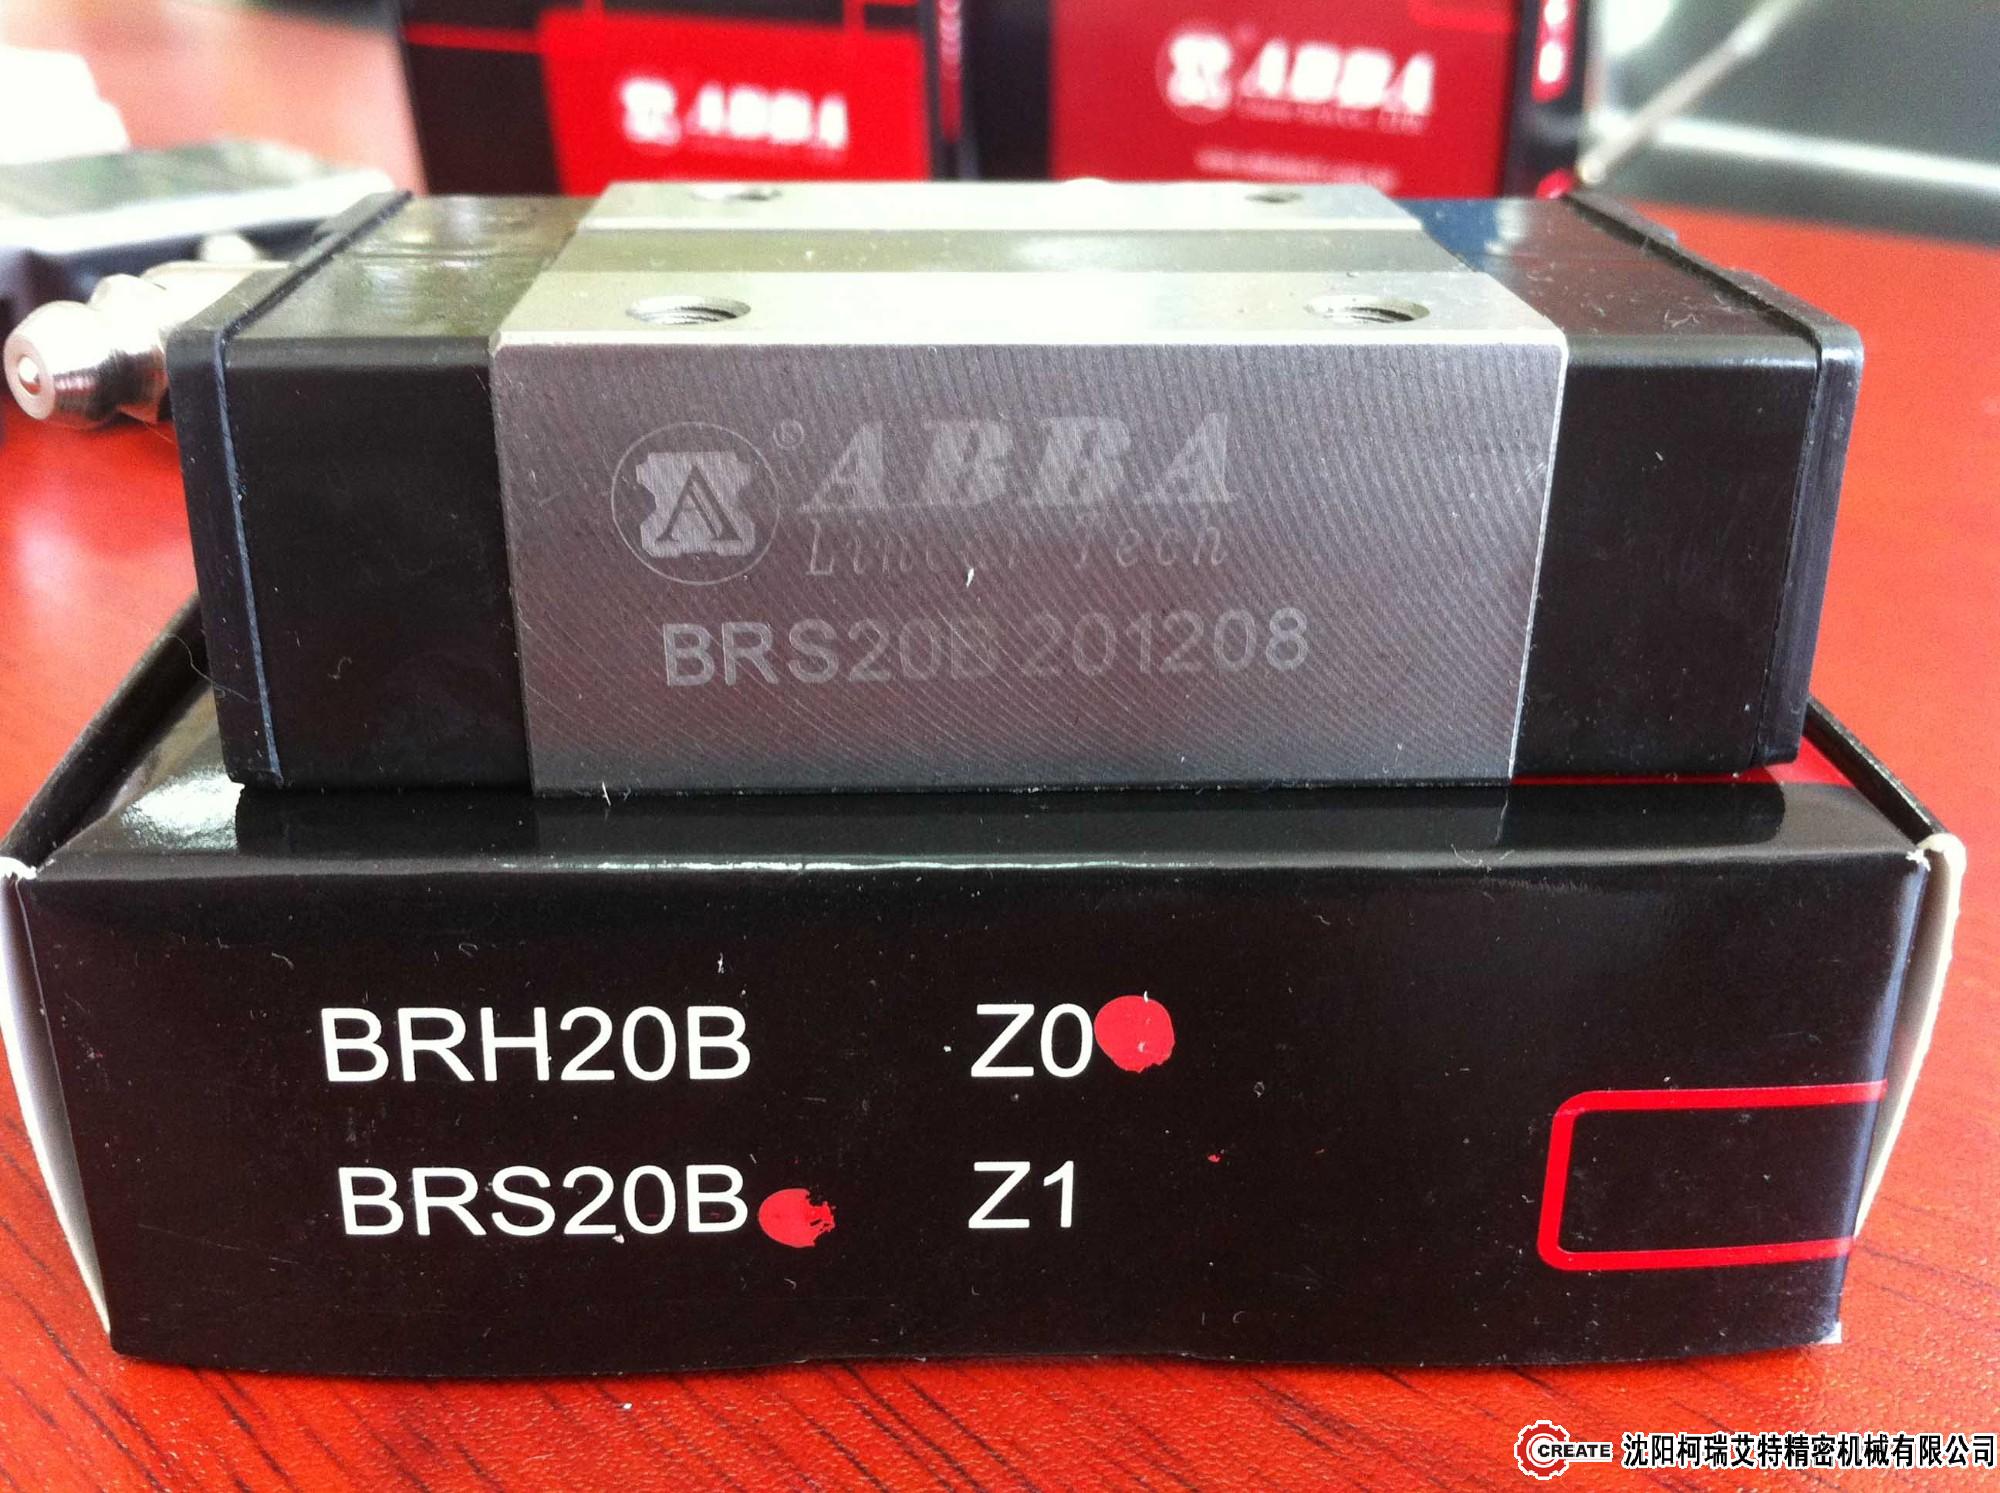 ABBA
ABBA
® ABBA
Linear Tech
BRS20B 201208
BRH20B Z0
BRS20B Z1
CREATE 沈阳柯瑞艾特精密机械有限公司